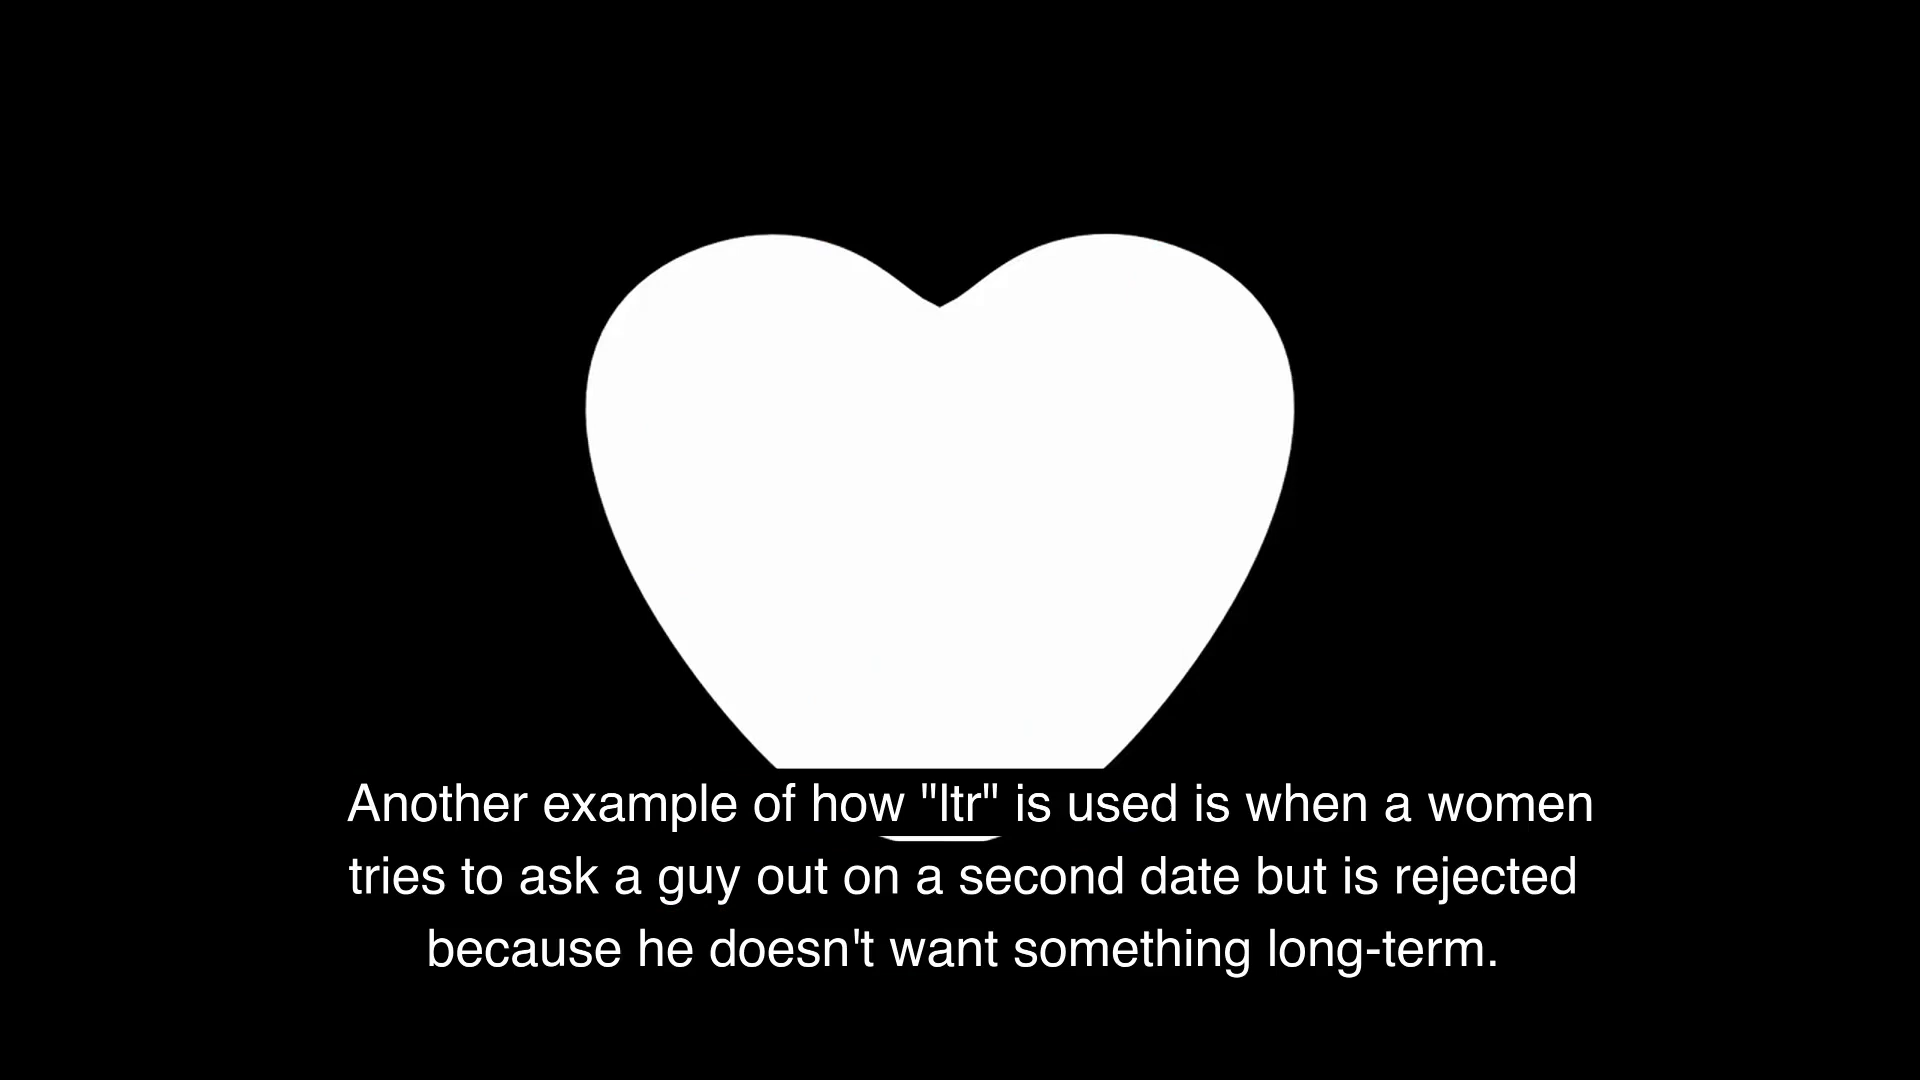 Another example of how "ltr" is used is when a women
tries to ask a guy out on a second date but is rejected
because he doesn't want something long-term.